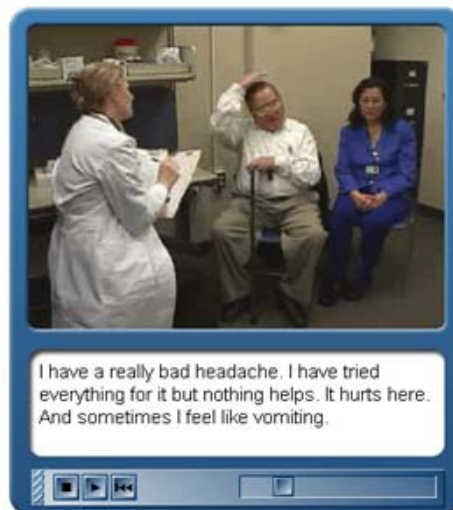 I have a really bad headache. I have tried
everything for it but nothing helps. It hurts here.
And sometimes I feel like vomiting.